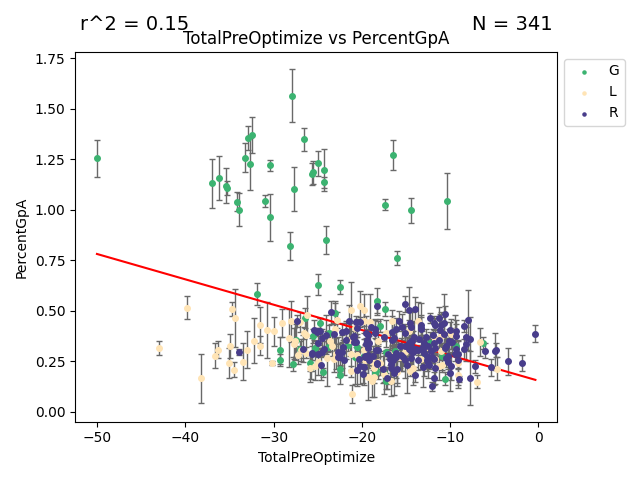 r^2 = 0.15 N = 341
TotalPreOptimize vs PercentGpA
G
L
R
PercentGpA
1.75
1.50
1.25
1.00
0.75
0.50
0.25
0.00
−50 −40 −30 −20 −10 0
TotalPreOptimize